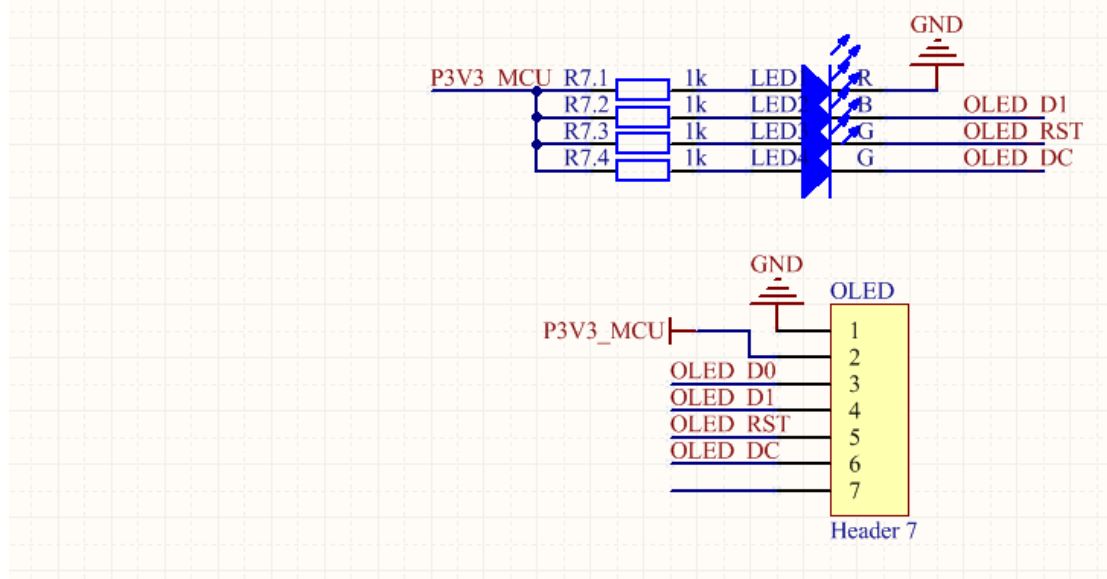 GND
P3V3_MCU R7.1 1k LED1 R
R7.2 1k LED2 B OLED_D1
R7.3 1k LED3 G OLED_RST
R7.4 1k LED4 G OLED_DC
GND
OLED
P3V3_MCU 1
2
OLED_D0 3
OLED_D1 4
OLED_RST 5
OLED_DC 6
7
Header 7